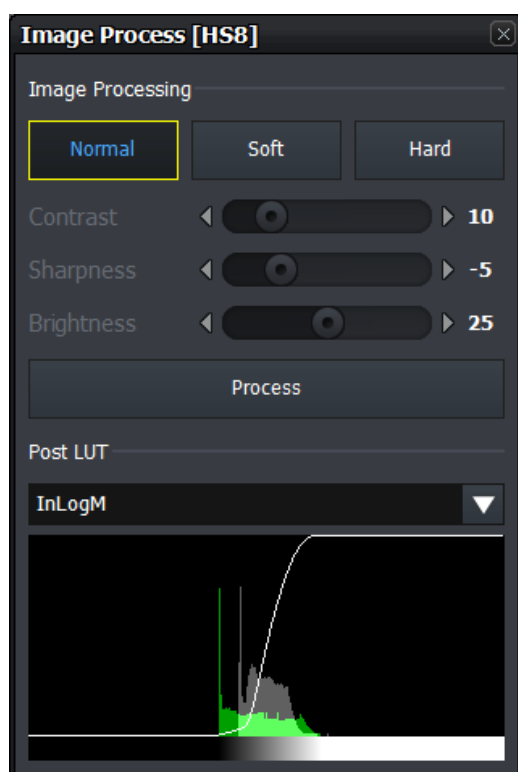 Image Process [HS8]
Image Processing
Normal Soft Hard
Contrast 10
Sharpness -5
Brightness 25
Process
Post LUT
InLogM